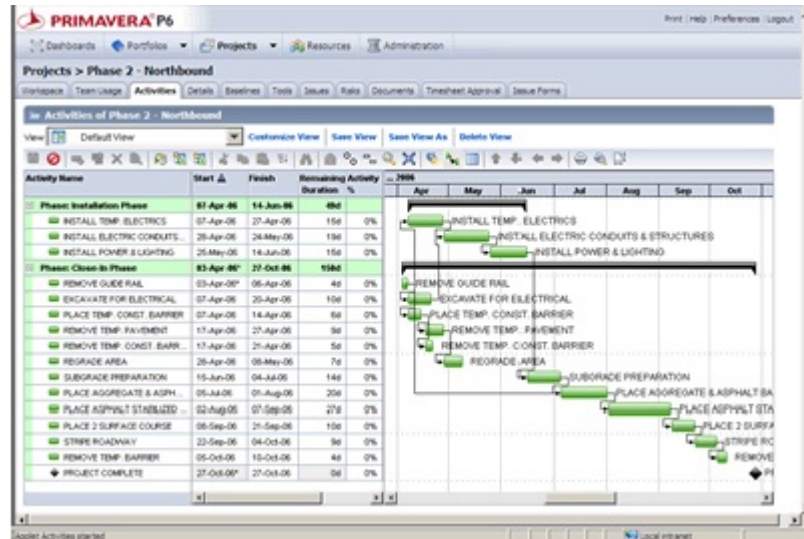 PRIMAVERA P6
Print | Help | Preferences | Logout
Dashboards Portfolios Projects Resources Administration
Projects > Phase 2 - Northbound
Workspace Team Usage Activities Details Baselines Tools Issues Risks Documents Timesheet Approval Issue Forms
Activities of Phase 2 - Northbound
View Default View Customize View Save View Save View As Delete View
Activity Name Start Finish Remaining Duration Activity % 2006
Apr May Jun Jul Aug Sep Oct
Phase: Installation Phase 07-Apr-06 14-Jun-06 49d
INSTALL TEMP. ELECTRICS 07-Apr-06 27-Apr-06 15d 0% INSTALL TEMP. ELECTRICS
INSTALL ELECTRIC CONDUITS... 28-Apr-06 24-May-06 19d 0% INSTALL ELECTRIC CONDUITS & STRUCTURES
INSTALL POWER & LIGHTING 25-May-06 14-Jun-06 15d 0% INSTALL POWER & LIGHTING
Phase: Close-In Phase 03-Apr-06* 27-Oct-06 150d
REMOVE GUIDE RAIL 03-Apr-06* 06-Apr-06 4d 0% REMOVE GUIDE RAIL
EXCAVATE FOR ELECTRICAL 07-Apr-06 20-Apr-06 10d 0% EXCAVATE FOR ELECTRICAL
PLACE TEMP. CONST. BARRIER 07-Apr-06 14-Apr-06 6d 0% PLACE TEMP. CONST. BARRIER
REMOVE TEMP. PAVEMENT 17-Apr-06 27-Apr-06 9d 0% REMOVE TEMP. PAVEMENT
REMOVE TEMP. CONST. BARR... 17-Apr-06 21-Apr-06 5d 0% REMOVE TEMP. CONST. BARRIER
REGRADE AREA 28-Apr-06 08-May-06 7d 0% REGRADE AREA
SUBGRADE PREPARATION 15-Jun-06 04-Jul-06 14d 0% SUBGRADE PREPARATION
PLACE AGGREGATE & ASPH... 05-Jul-06 01-Aug-06 20d 0% PLACE AGGREGATE & ASPHALT BA
PLACE ASPHALT STABILIZED ... 02-Aug-06 07-Sep-06 27d 0% PLACE ASPHALT STA
PLACE 2 SURFACE COURSE 08-Sep-06 21-Sep-06 10d 0% PLACE 2 SURFA
STRIPE ROADWAY 22-Sep-06 04-Oct-06 9d 0% STRIPE RO
REMOVE TEMP. BARRIER 05-Oct-06 10-Oct-06 4d 0% REMOVE
PROJECT COMPLETE 27-Oct-06* 27-Oct-06 0d 0%
Applet Activities started Local intranet